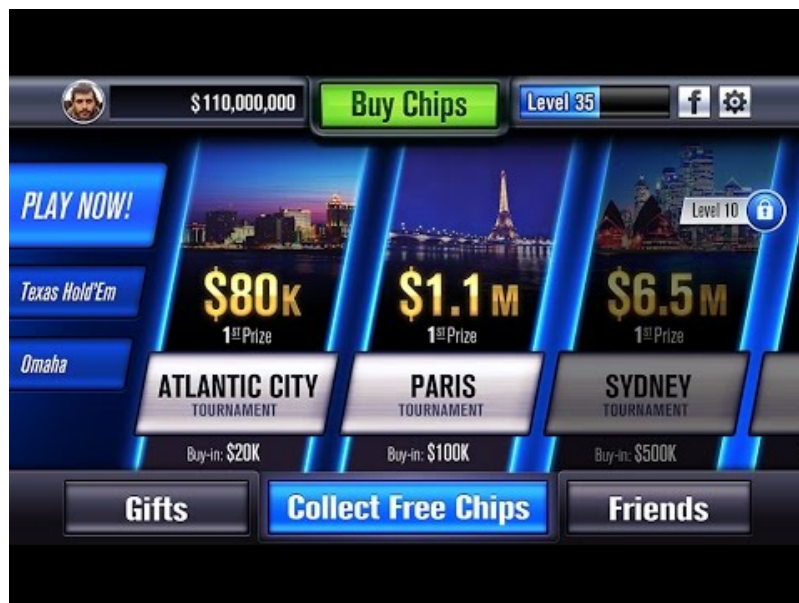 $110,000,000
Buy Chips
Level 35
f
PLAY NOW!
Texas Hold'Em
Omaha
$80K
1ST Prize
ATLANTIC CITY
TOURNAMENT
Buy-in: $20K
$1.1 M
1ST Prize
PARIS
TOURNAMENT
Buy-in: $100K
Level 10
$6.5 M
1ST Prize
SYDNEY
TOURNAMENT
Buy-in: $500K
Gifts
Collect Free Chips
Friends